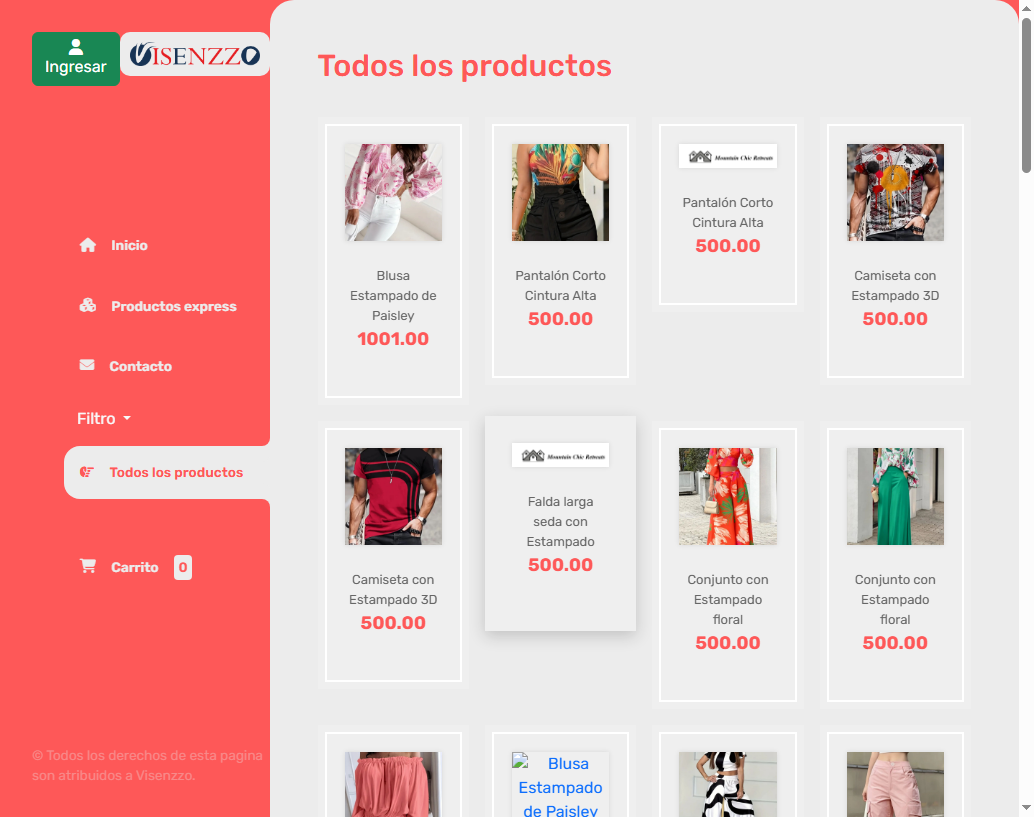 Ingresar
VISENZZO
Inicio
Productos express
Contacto
Filtro
Todos los productos
Carrito 0
© Todos los derechos de esta pagina
son atribuidos a Visenzzo.
Todos los productos
Blusa
Estampado de
Paisley
1001.00
Pantalón Corto
Cintura Alta
500.00
Mountain Chic Retreats
Pantalón Corto
Cintura Alta
500.00
Camiseta con
Estampado 3D
500.00
Camiseta con
Estampado 3D
500.00
Mountain Chic Retreats
Falda larga
seda con
Estampado
500.00
Conjunto con
Estampado
floral
500.00
Conjunto con
Estampado
floral
500.00
Blusa
Estampado
de Paisley